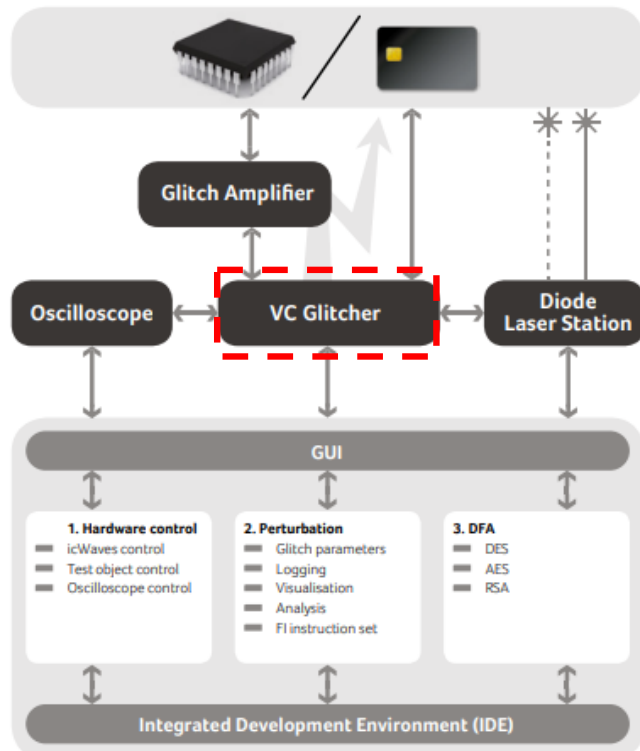 Glitch Amplifier
Oscilloscope
VC Glitcher
Diode
Laser Station
GUI
1. Hardware control
icWaves control
Test object control
Oscilloscope control
2. Perturbation
Glitch parameters
Logging
Visualisation
Analysis
FI instruction set
3. DFA
DES
AES
RSA
Integrated Development Environment (IDE)